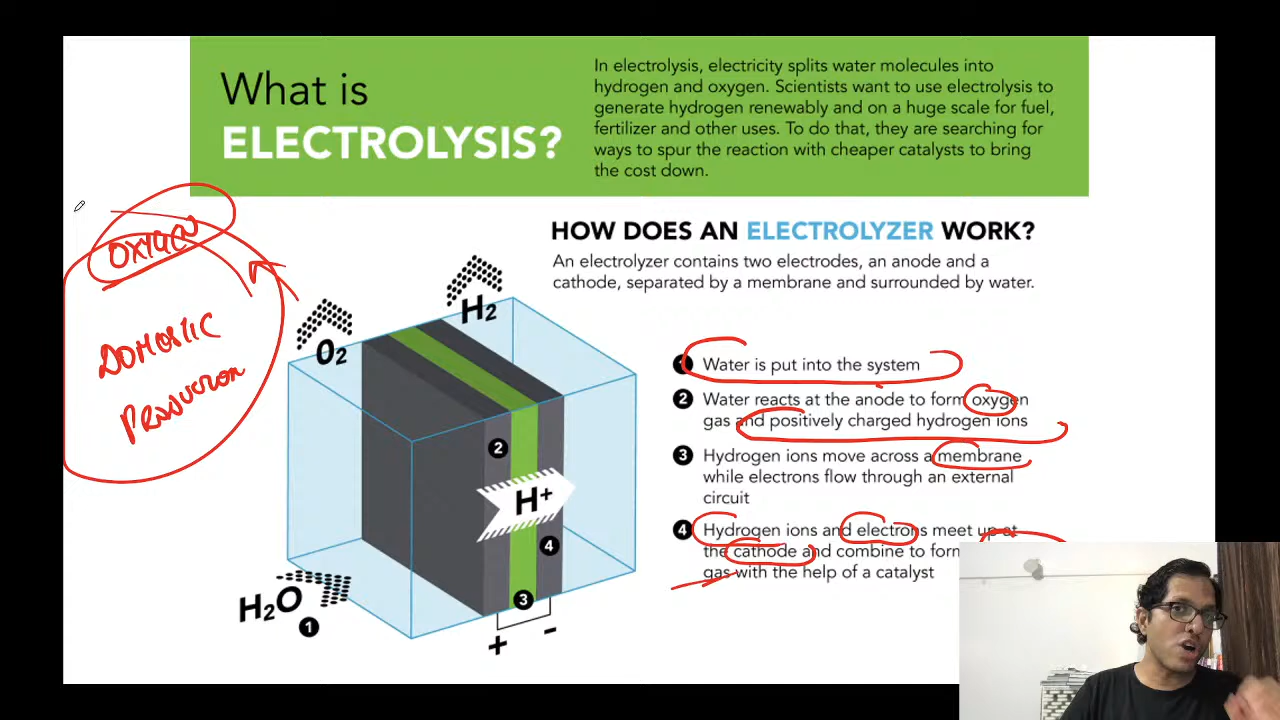 What is
ELECTROLYSIS?
In electrolysis, electricity splits water molecules into
hydrogen and oxygen. Scientists want to use electrolysis to
generate hydrogen renewably and on a huge scale for fuel,
fertilizer and other uses. To do that, they are searching for
ways to spur the reaction with cheaper catalysts to bring
the cost down.
HOW DOES AN ELECTROLYZER WORK?
An electrolyzer contains two electrodes, an anode and a
cathode, separated by a membrane and surrounded by water.
1 Water is put into the system
2 Water reacts at the anode to form oxygen
gas and positively charged hydrogen ions
3 Hydrogen ions move across a membrane
while electrons flow through an external
circuit
4 Hydrogen ions and electrons meet up at
the cathode and combine to form
gas with the help of a catalyst
OXYGEN
DOMESTIC
PRODUCTION
O2
H2
2
H+
4
3
H2O
1
+ -